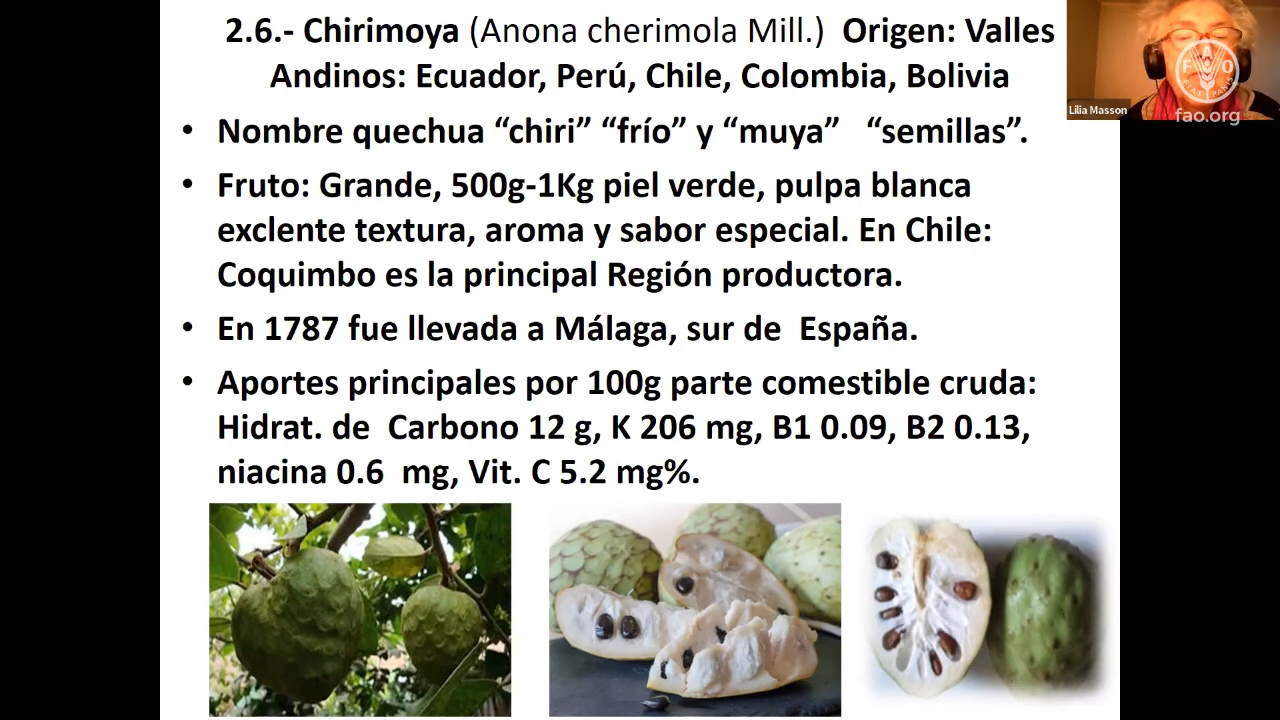 2.6.- Chirimoya (Anona cherimola Mill.) Origen: Valles
Andinos: Ecuador, Perú, Chile, Colombia, Bolivia
• Nombre quechua “chiri” “frío” y “muya” “semillas”.
• Fruto: Grande, 500g-1Kg piel verde, pulpa blanca
exclente textura, aroma y sabor especial. En Chile:
Coquimbo es la principal Región productora.
• En 1787 fue llevada a Málaga, sur de España.
• Aportes principales por 100g parte comestible cruda:
Hidrat. de Carbono 12 g, K 206 mg, B1 0.09, B2 0.13,
niacina 0.6 mg, Vit. C 5.2 mg%.
Lilia Masson
F A O
FIAT PANIS
fao.org